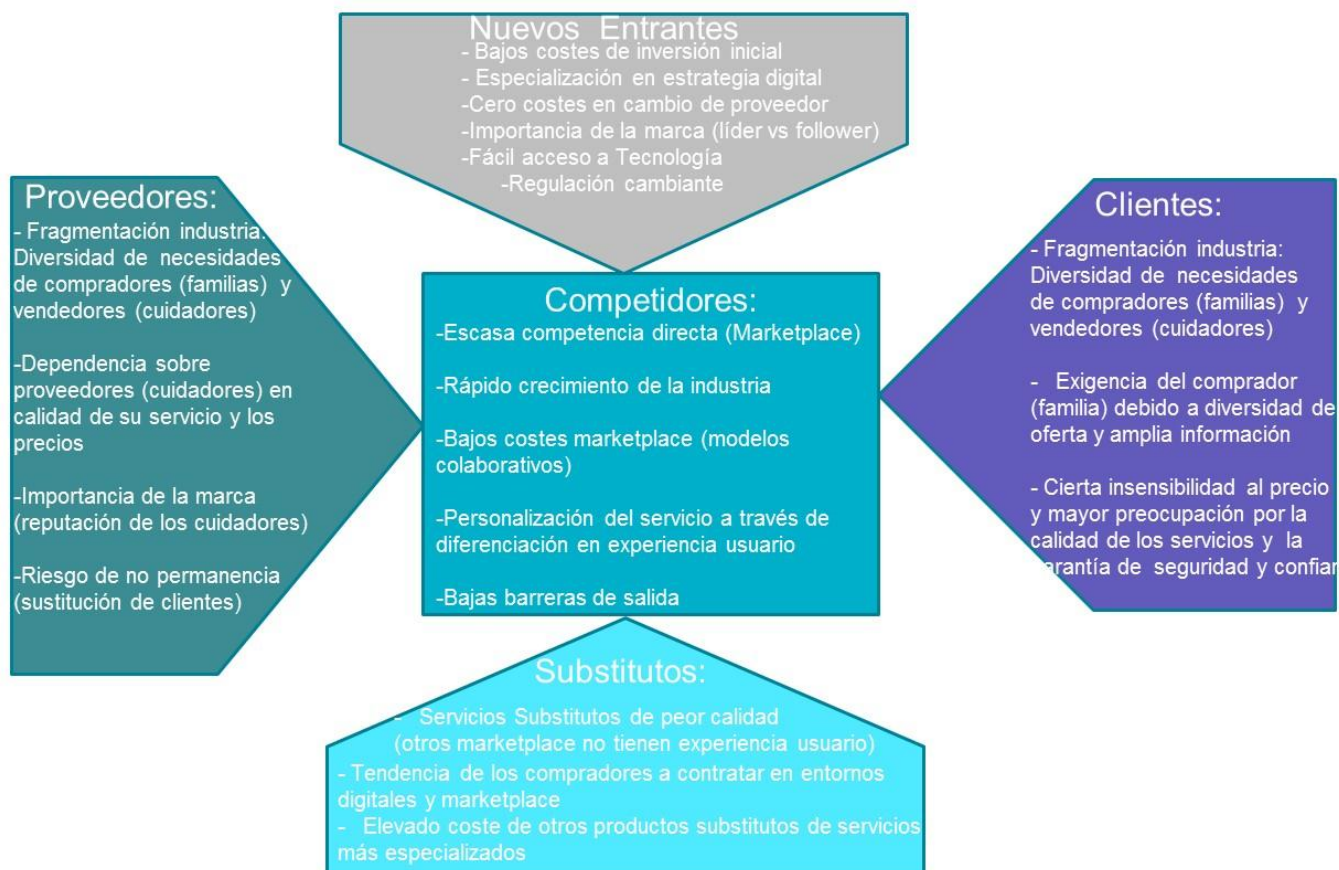 Nuevos Entrantes
- Bajos costes de inversión inicial
- Especialización en estrategia digital
-Cero costes en cambio de proveedor
-Importancia de la marca (líder vs follower)
-Fácil acceso a Tecnología
-Regulación cambiante
Proveedores:
- Fragmentación industria:
Diversidad de necesidades
de compradores (familias) y
vendedores (cuidadores)
-Dependencia sobre
proveedores (cuidadores) en
calidad de su servicio y los
precios
-Importancia de la marca
(reputación de los cuidadores)
-Riesgo de no permanencia
(sustitución de clientes)
Competidores:
-Escasa competencia directa (Marketplace)
-Rápido crecimiento de la industria
-Bajos costes marketplace (modelos
colaborativos)
-Personalización del servicio a través de
diferenciación en experiencia usuario
-Bajas barreras de salida
Clientes:
- Fragmentación industria:
Diversidad de necesidades
de compradores (familias) y
vendedores (cuidadores)
- Exigencia del comprador
(familia) debido a diversidad de
oferta y amplia información
- Cierta insensibilidad al precio
y mayor preocupación por la
calidad de los servicios y la
garantía de seguridad y confian
Substitutos:
- Servicios Substitutos de peor calidad
(otros marketplace no tienen experiencia usuario)
- Tendencia de los compradores a contratar en entornos
digitales y marketplace
- Elevado coste de otros productos substitutos de servicios
más especializados